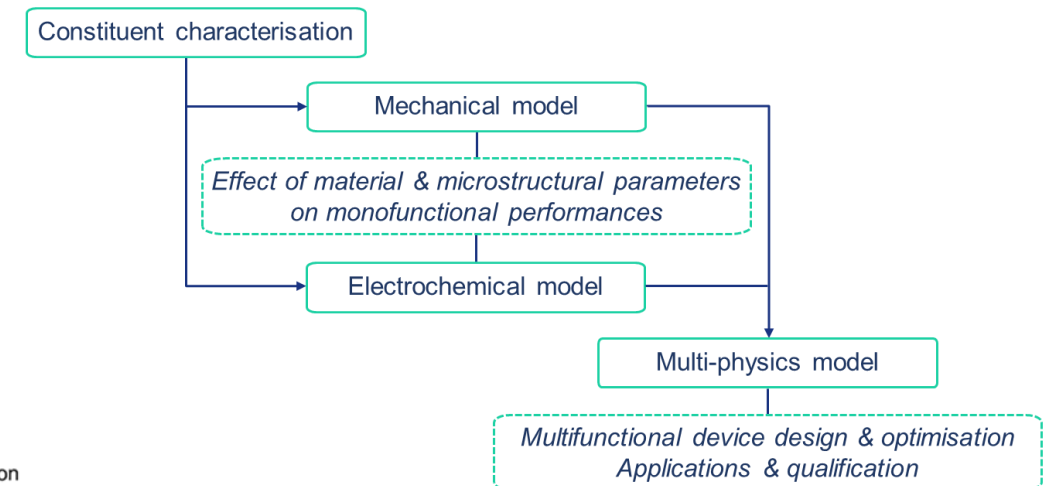 Constituent characterisation
Mechanical model
Effect of material & microstructural parameters
on monofunctional performances
Electrochemical model
Multi-physics model
Multifunctional device design & optimisation
Applications & qualification
on